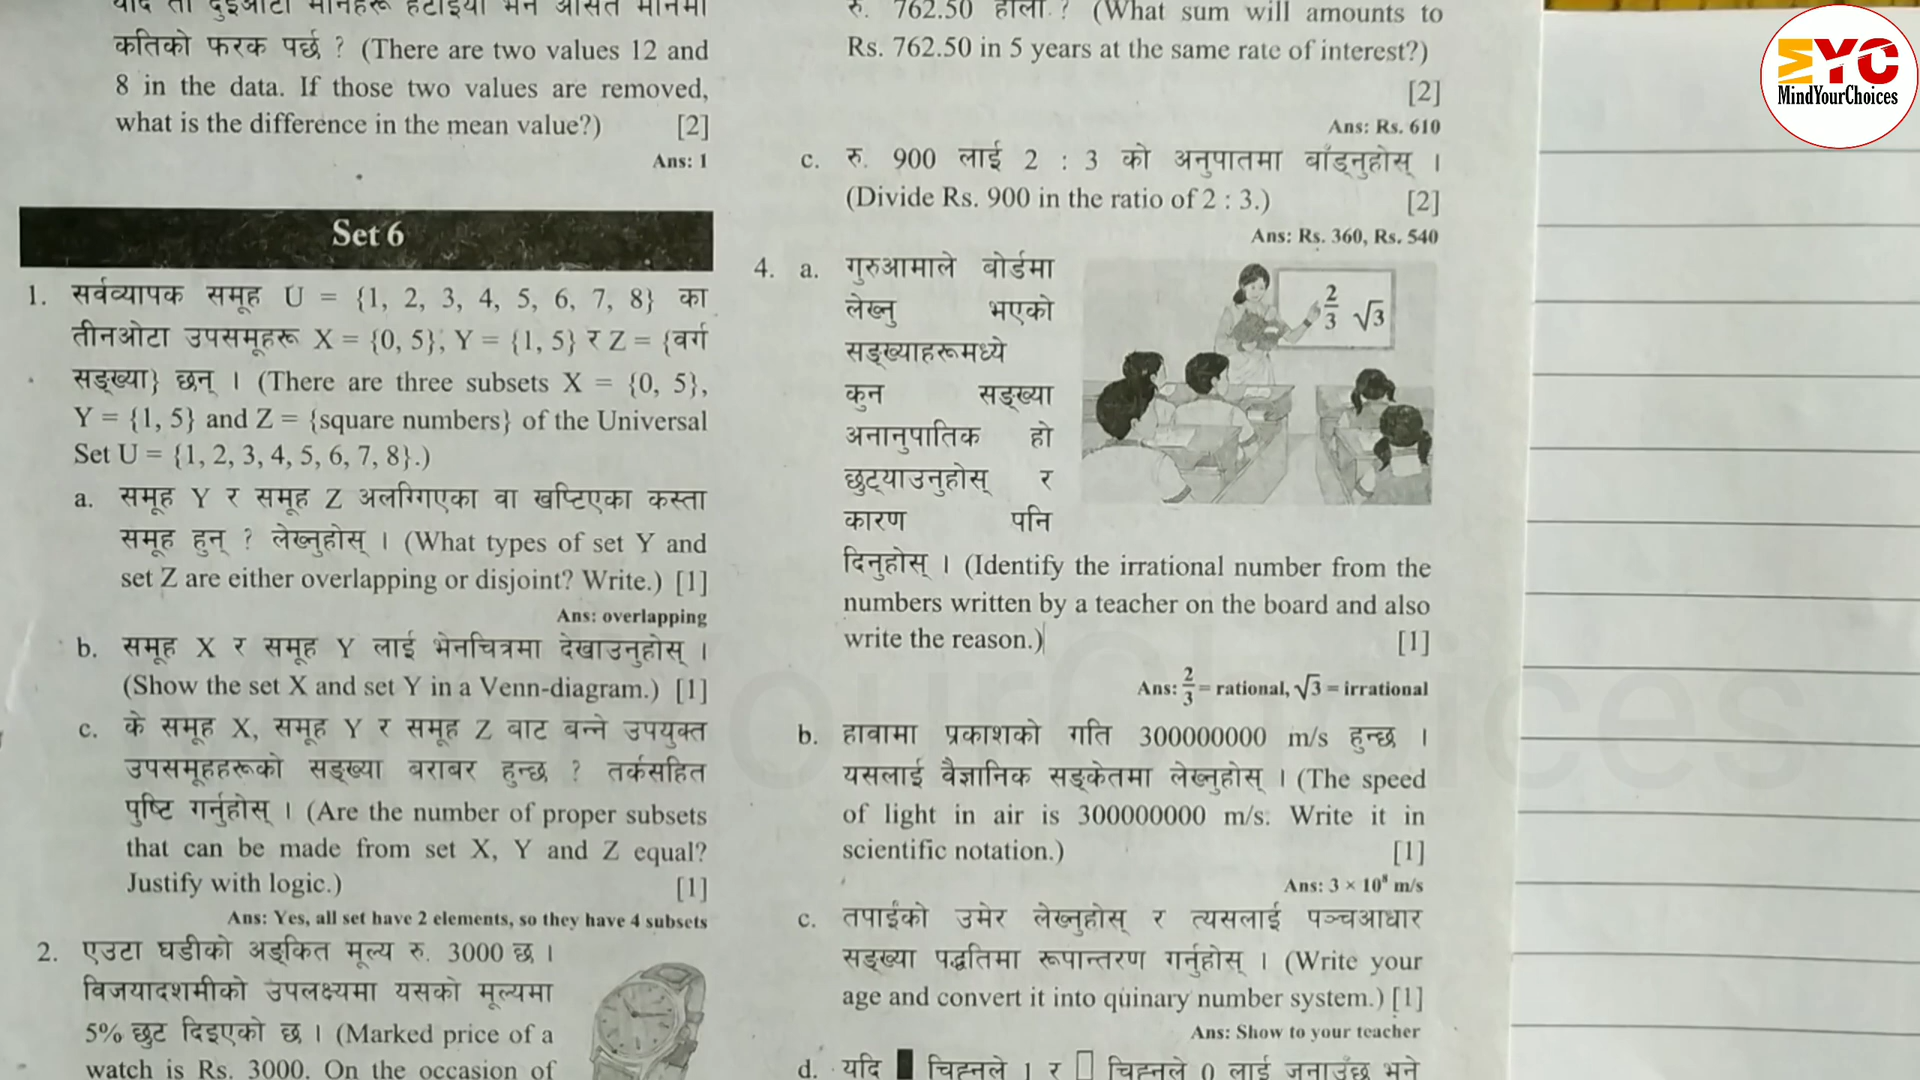 यदि ती दुईओटा मानहरू हटाइयो भने औसत मानमा
कतिको फरक पर्छ ? (There are two values 12 and
8 in the data. If those two values are removed,
what is the difference in the mean value?) [2]
Ans: 1
Set 6
1. सर्वव्यापक समूह U = {1, 2, 3, 4, 5, 6, 7, 8} का
तीनओटा उपसमूहरू X = {0, 5}, Y = {1, 5} र Z = {वर्ग
सङ्ख्या} छन् । (There are three subsets X = {0, 5},
Y = {1, 5} and Z = {square numbers} of the Universal
Set U = {1, 2, 3, 4, 5, 6, 7, 8}.)
a. समूह Y र समूह Z अलग्गिएका वा खप्टिएका कस्ता
समूह हुन् ? लेख्नुहोस् । (What types of set Y and
set Z are either overlapping or disjoint? Write.) [1]
Ans: overlapping
b. समूह X र समूह Y लाई भेनचित्रमा देखाउनुहोस् ।
(Show the set X and set Y in a Venn-diagram.) [1]
c. के समूह X, समूह Y र समूह Z बाट बन्ने उपयुक्त
उपसमूहहरूको सङ्ख्या बराबर हुन्छ ? तर्कसहित
पुष्टि गर्नुहोस् । (Are the number of proper subsets
that can be made from set X, Y and Z equal?
Justify with logic.) [1]
Ans: Yes, all set have 2 elements, so they have 4 subsets
2. एउटा घडीको अङ्कित मूल्य रु. 3000 छ ।
विजयादशमीको उपलक्ष्यमा यसको मूल्यमा
5% छुट दिइएको छ । (Marked price of a
watch is Rs. 3000. On the occasion of
रु. 762.50 होला ? (What sum will amounts to
Rs. 762.50 in 5 years at the same rate of interest?)
[2]
Ans: Rs. 610
c. रु. 900 लाई 2 : 3 को अनुपातमा बाँड्नुहोस् ।
(Divide Rs. 900 in the ratio of 2 : 3.) [2]
Ans: Rs. 360, Rs. 540
4. a. गुरुआमाले बोर्डमा
लेख्नु भएको
सङ्ख्याहरूमध्ये
कुन सङ्ख्या
अनानुपातिक हो
छुट्याउनुहोस् र
कारण पनि
दिनुहोस् । (Identify the irrational number from the
numbers written by a teacher on the board and also
write the reason.) [1]
2/3 √3
Ans: 2/3 = rational, √3 = irrational
b. हावामा प्रकाशको गति 300000000 m/s हुन्छ ।
यसलाई वैज्ञानिक सङ्केतमा लेख्नुहोस् । (The speed
of light in air is 300000000 m/s. Write it in
scientific notation.) [1]
Ans: 3 × 10⁸ m/s
c. तपाईंको उमेर लेख्नुहोस् र त्यसलाई पञ्चआधार
सङ्ख्या पद्धतिमा रूपान्तरण गर्नुहोस् । (Write your
age and convert it into quinary number system.) [1]
Ans: Show to your teacher
d. यदि █ चिह्नले 1 र □ चिह्नले 0 लाई जनाउँछ भने
MYC
MindYourChoices